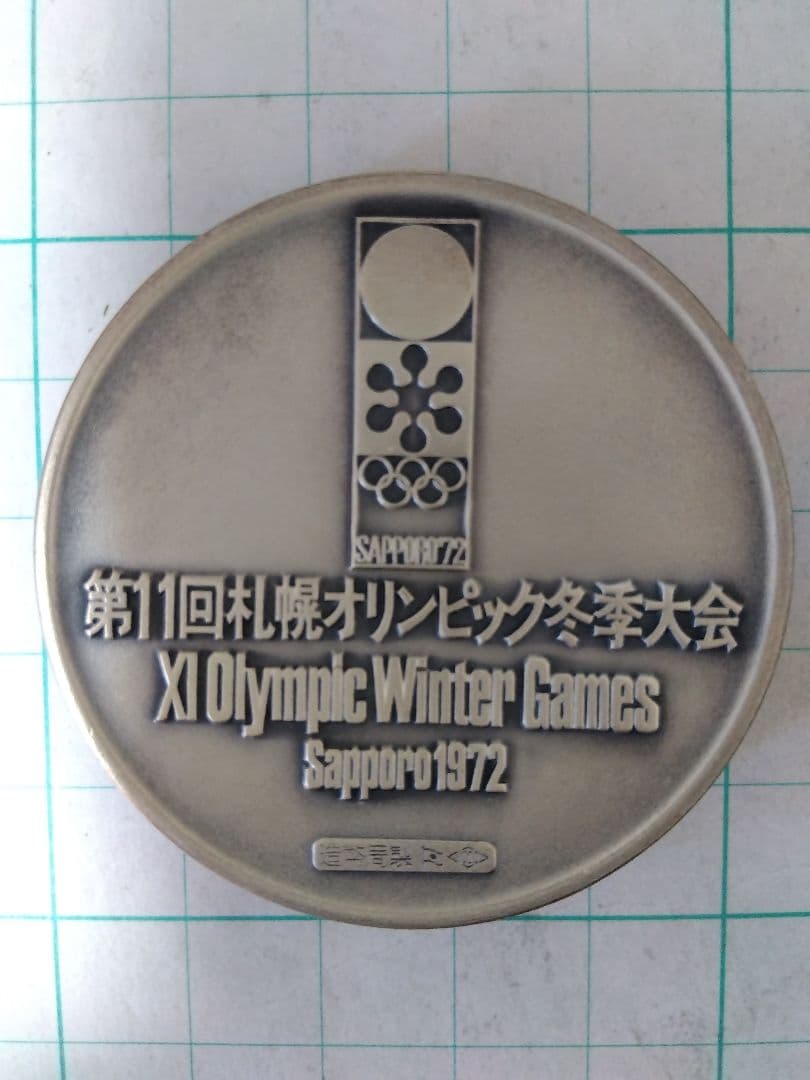 SAPPORO'72
第11回札幌オリンピック冬季大会
XI Olympic Winter Games
Sapporo 1972